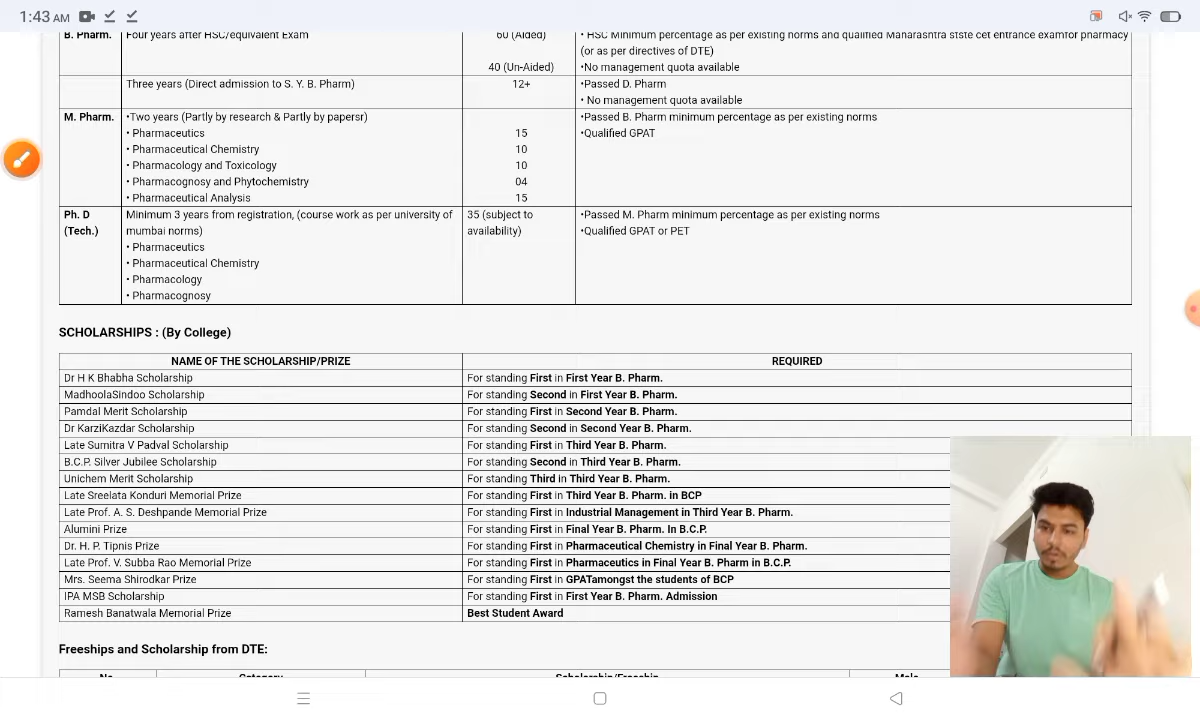 1:43 AM
B. Pharm. Four years after HSC/equivalent Exam 60 (Aided) • HSC Minimum percentage as per existing norms and qualified Maharashtra stste cet entrance examfor pharmacy
(or as per directives of DTE)
40 (Un-Aided) •No management quota available
Three years (Direct admission to S. Y. B. Pharm) 12+ •Passed D. Pharm
• No management quota available
M. Pharm. •Two years (Partly by research & Partly by papersr) •Passed B. Pharm minimum percentage as per existing norms
• Pharmaceutics 15 •Qualified GPAT
• Pharmaceutical Chemistry 10
• Pharmacology and Toxicology 10
• Pharmacognosy and Phytochemistry 04
• Pharmaceutical Analysis 15
Ph. D Minimum 3 years from registration, (course work as per university of 35 (subject to •Passed M. Pharm minimum percentage as per existing norms
(Tech.) mumbai norms) availability) •Qualified GPAT or PET
• Pharmaceutics
• Pharmaceutical Chemistry
• Pharmacology
• Pharmacognosy
SCHOLARSHIPS : (By College)
NAME OF THE SCHOLARSHIP/PRIZE REQUIRED
Dr H K Bhabha Scholarship For standing First in First Year B. Pharm.
MadhoolaSindoo Scholarship For standing Second in First Year B. Pharm.
Pamdal Merit Scholarship For standing First in Second Year B. Pharm.
Dr KarziKazdar Scholarship For standing Second in Second Year B. Pharm.
Late Sumitra V Padval Scholarship For standing First in Third Year B. Pharm.
B.C.P. Silver Jubilee Scholarship For standing Second in Third Year B. Pharm.
Unichem Merit Scholarship For standing Third in Third Year B. Pharm.
Late Sreelata Konduri Memorial Prize For standing First in Third Year B. Pharm. in BCP
Late Prof. A. S. Deshpande Memorial Prize For standing First in Industrial Management in Third Year B. Pharm.
Alumini Prize For standing First in Final Year B. Pharm. In B.C.P.
Dr. H. P. Tipnis Prize For standing First in Pharmaceutical Chemistry in Final Year B. Pharm.
Late Prof. V. Subba Rao Memorial Prize For standing First in Pharmaceutics in Final Year B. Pharm in B.C.P.
Mrs. Seema Shirodkar Prize For standing First in GPATamongst the students of BCP
IPA MSB Scholarship For standing First in First Year B. Pharm. Admission
Ramesh Banatwala Memorial Prize Best Student Award
Freeships and Scholarship from DTE:
No Category Scholarship/Freeship Male